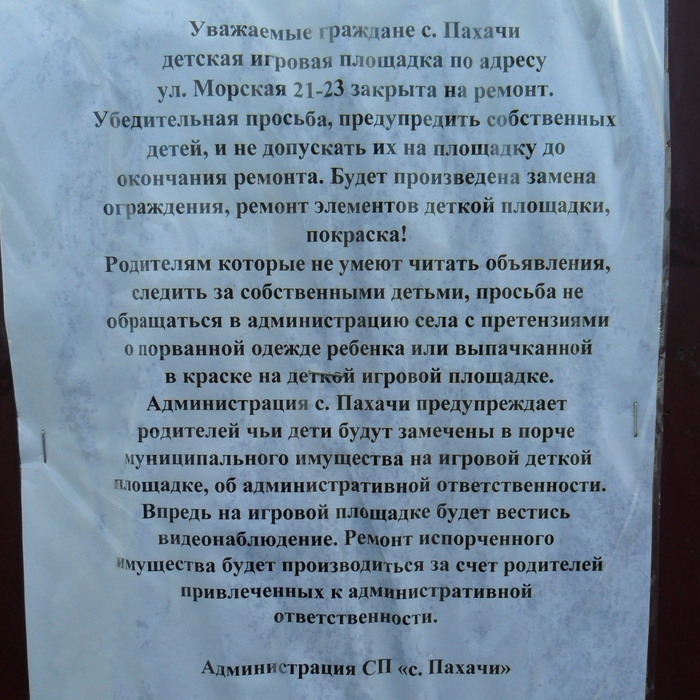 Уважаемые граждане с. Пахачи
детская игровая площадка по адресу
ул. Морская 21-23 закрыта на ремонт.
Убедительная просьба, предупредить собственных
детей, и не допускать их на площадку до
окончания ремонта. Будет произведена замена
ограждения, ремонт элементов деткой площадки,
покраска!
Родителям которые не умеют читать объявления,
следить за собственными детьми, просьба не
обращаться в администрацию села с претензиями
о порванной одежде ребенка или выпачканной
в краске на деткой игровой площадке.
Администрация с. Пахачи предупреждает
родителей чьи дети будут замечены в порче
муниципального имущества на игровой деткой
площадке, об административной ответственности.
Впредь на игровой площадке будет вестись
видеонаблюдение. Ремонт испорченного
имущества будет производиться за счет родителей
привлеченных к административной
ответственности.
Администрация СП «с. Пахачи»